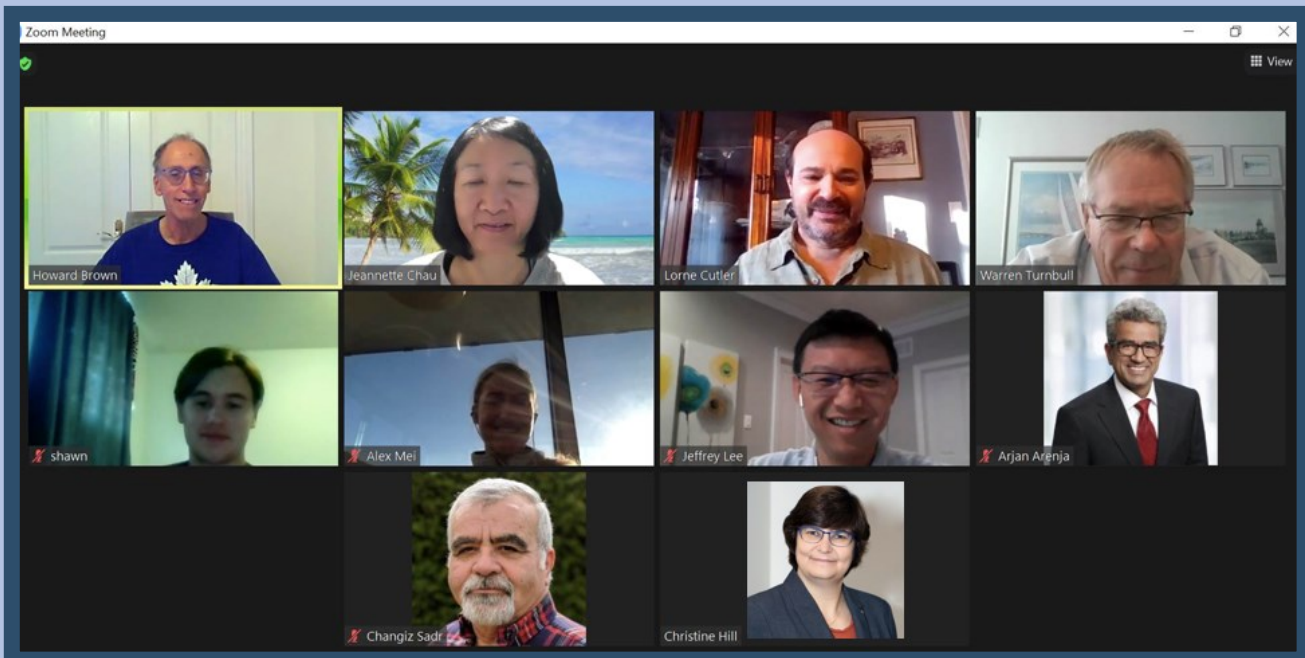 Zoom Meeting
View
Howard Brown
Jeannette Chau
Lorne Cutler
Warren Turnbull
shawn
Alex Mei
Jeffrey Lee
Arjan Arenja
Changiz Sadr
Christine Hill